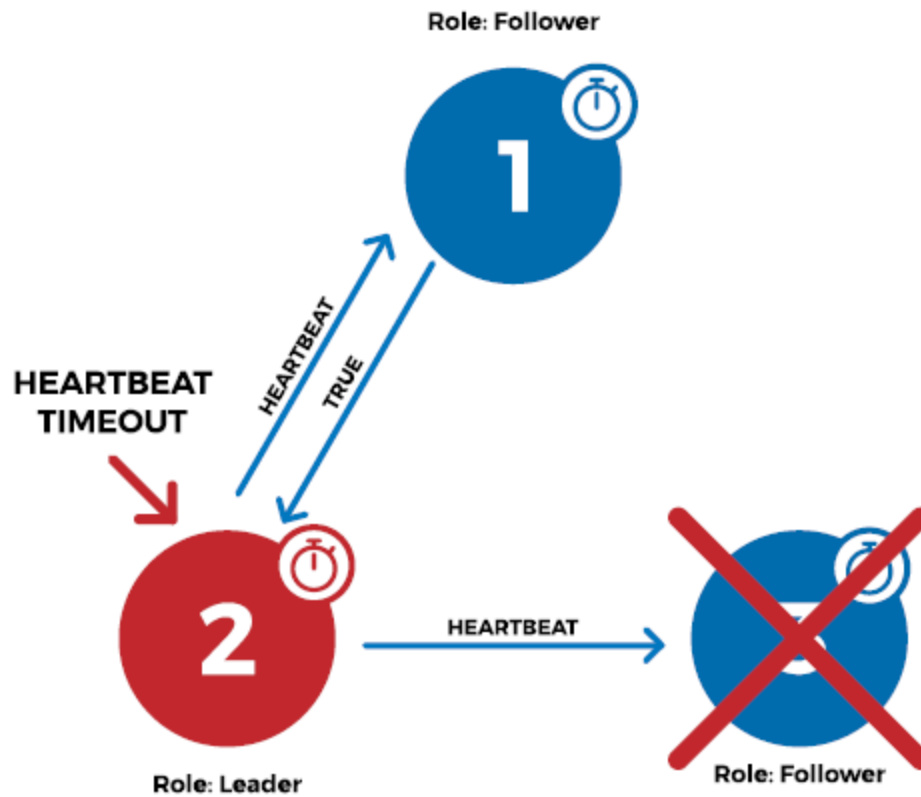 Role: Follower
1
HEARTBEAT
TRUE
HEARTBEAT
TIMEOUT
2
HEARTBEAT
Role: Leader
Role: Follower